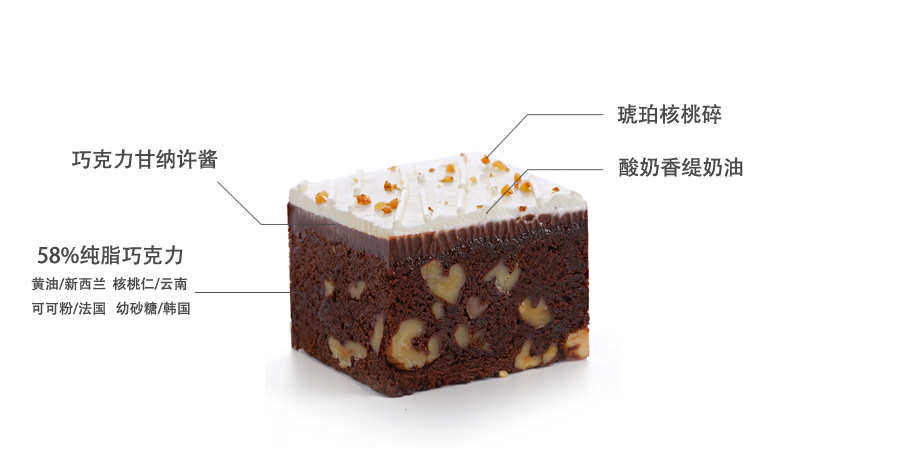 琥珀核桃碎
巧克力甘纳许酱
酸奶香缇奶油
58%纯脂巧克力
黄油/新西兰 核桃仁/云南
可可粉/法国 幼砂糖/韩国